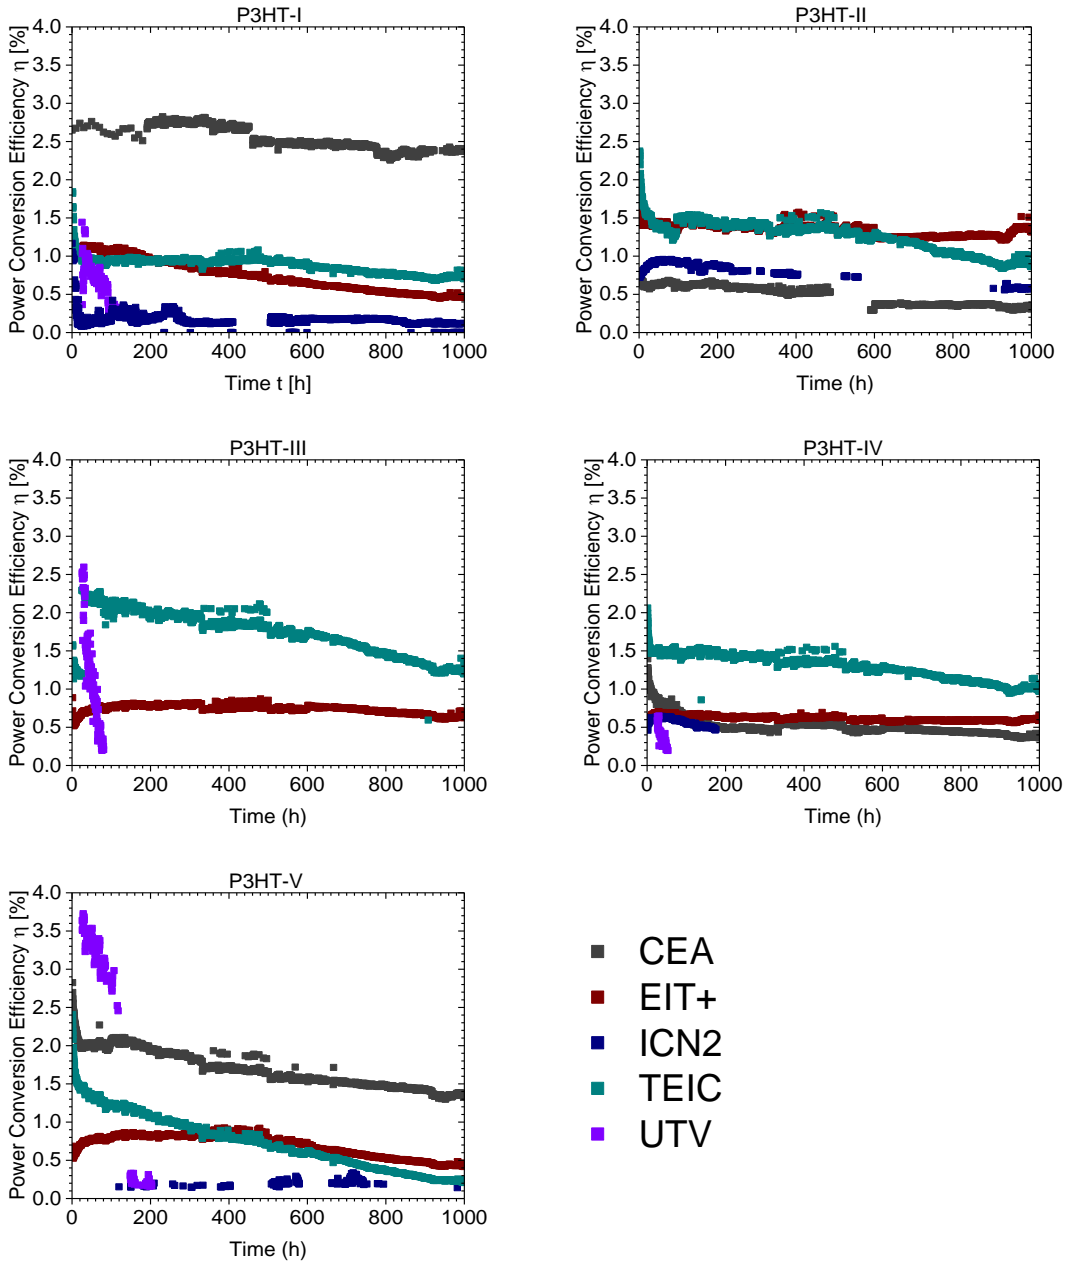 P3HT-I
Power Conversion Efficiency η [%]
4.0
3.5
3.0
2.5
2.0
1.5
1.0
0.5
0.0
0 200 400 600 800 1000
Time t [h]
P3HT-II
Power Conversion Efficiency η [%]
4.0
3.5
3.0
2.5
2.0
1.5
1.0
0.5
0.0
0 200 400 600 800 1000
Time (h)
P3HT-III
Power Conversion Efficiency η [%]
4.0
3.5
3.0
2.5
2.0
1.5
1.0
0.5
0.0
0 200 400 600 800 1000
Time (h)
P3HT-IV
Power Conversion Efficiency η [%]
4.0
3.5
3.0
2.5
2.0
1.5
1.0
0.5
0.0
0 200 400 600 800 1000
Time (h)
P3HT-V
Power Conversion Efficiency η [%]
4.0
3.5
3.0
2.5
2.0
1.5
1.0
0.5
0.0
0 200 400 600 800 1000
Time (h)
CEA
EIT+
ICN2
TEIC
UTV